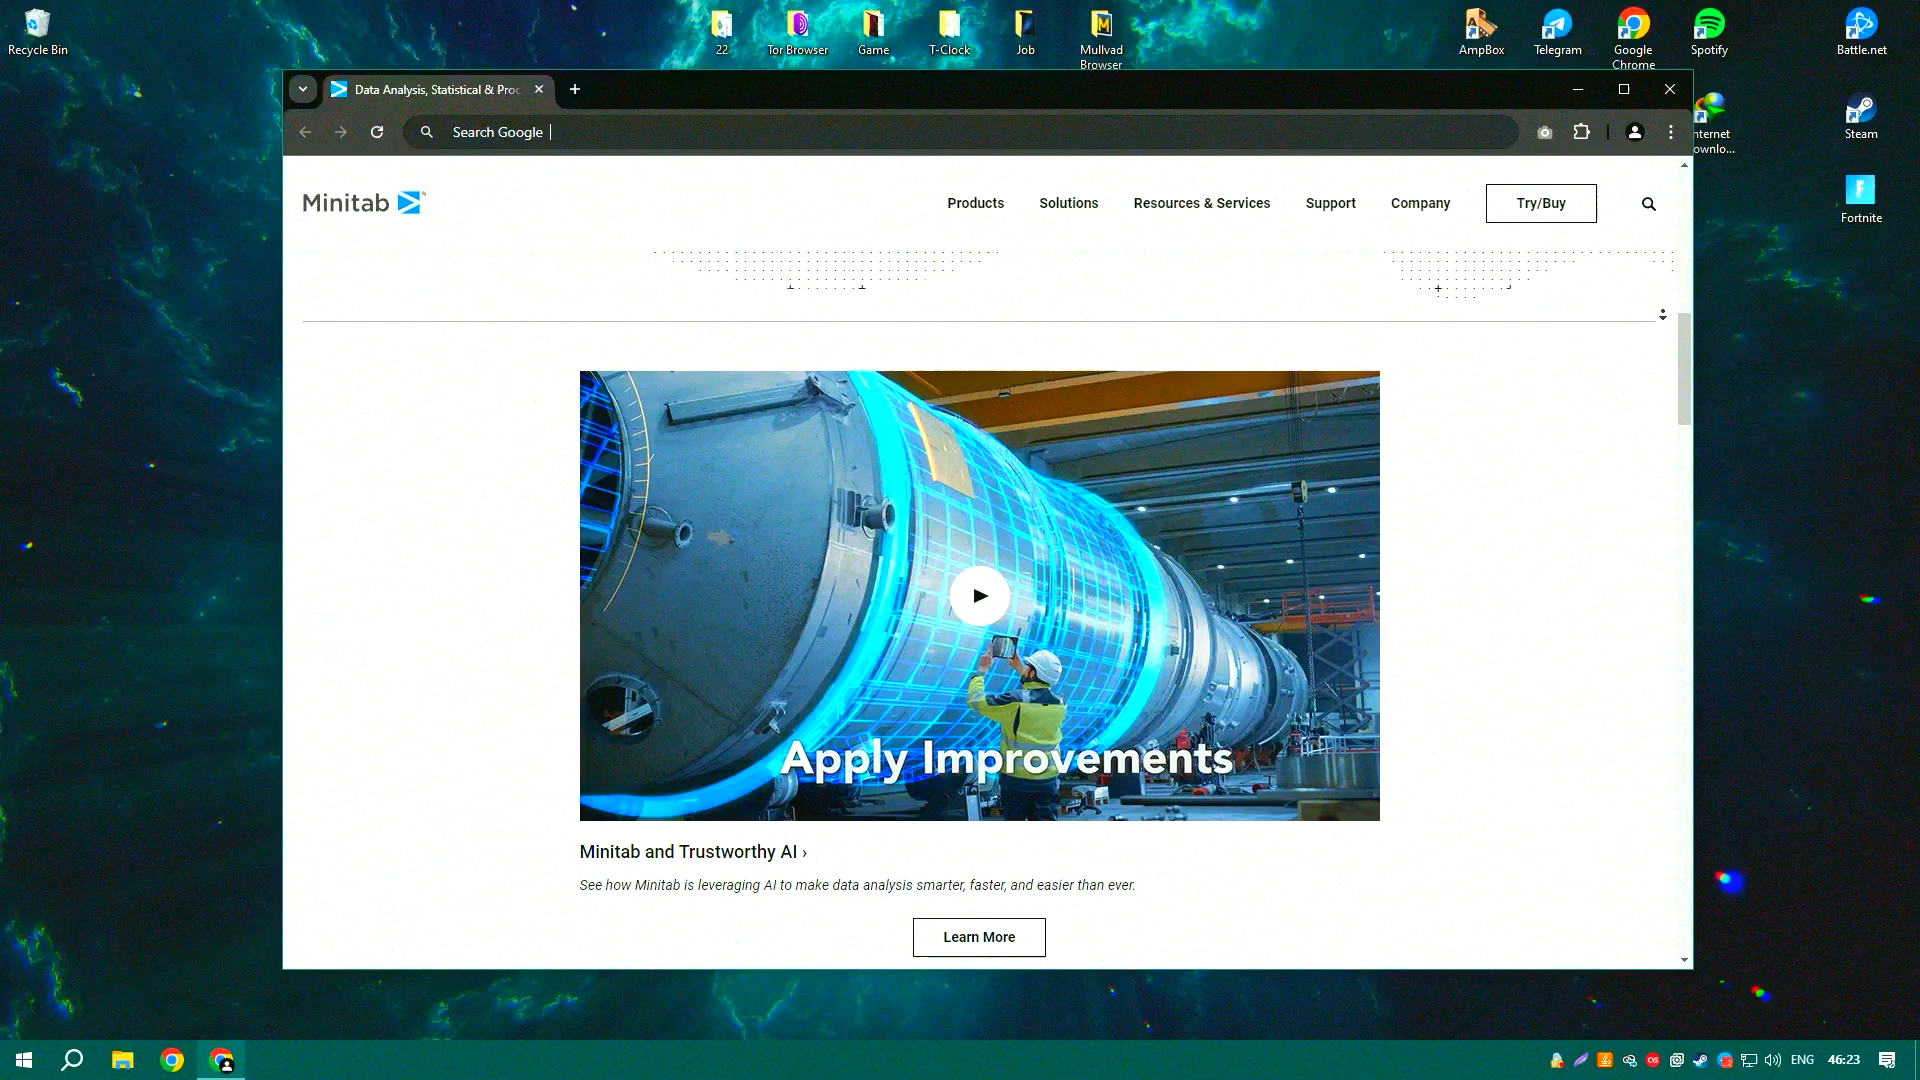 Recycle Bin
22
Tor Browser
Game
T-Clock
Job
Mullvad
Browser
AmpBox
Telegram
Google
Chrome
Spotify
Battle.net
nternet
ownlo...
Steam
Fortnite
Data Analysis, Statistical & Proc
Search Google
Minitab
Products
Solutions
Resources & Services
Support
Company
Try/Buy
Apply Improvements
Minitab and Trustworthy AI ›
See how Minitab is leveraging AI to make data analysis smarter, faster, and easier than ever.
Learn More
ENG
46:23